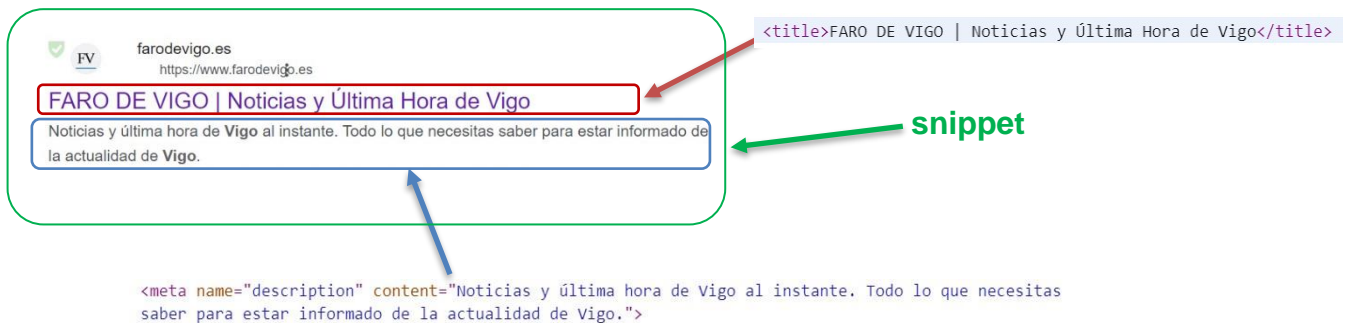 <title>FARO DE VIGO | Noticias y Última Hora de Vigo</title>
farodevigo.es
FV
https://www.farodevigo.es
FARO DE VIGO | Noticias y Última Hora de Vigo
Noticias y última hora de Vigo al instante. Todo lo que necesitas saber para estar informado de
la actualidad de Vigo.
snippet
<meta name="description" content="Noticias y última hora de Vigo al instante. Todo lo que necesitas
saber para estar informado de la actualidad de Vigo.">